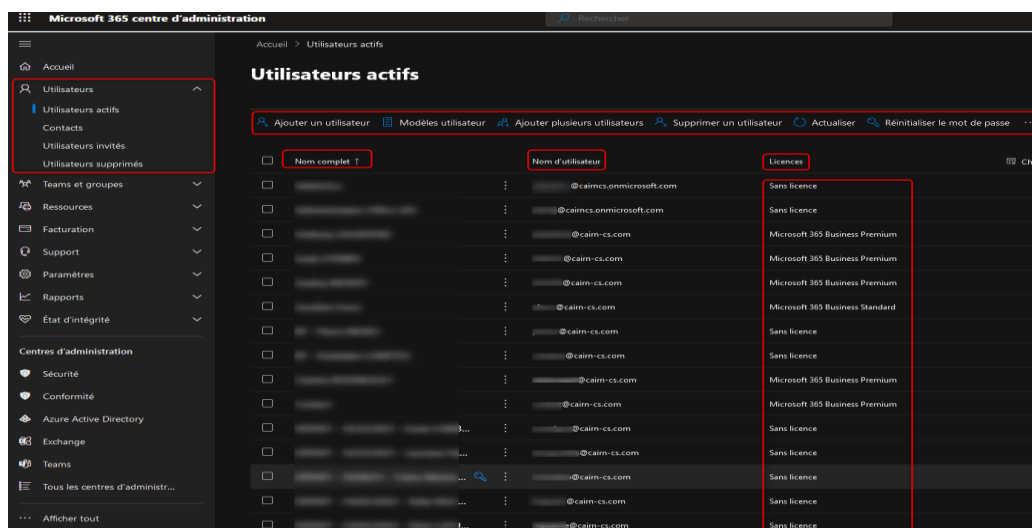 Microsoft 365 centre d'administration
Rechercher
Accueil
Utilisateurs
Utilisateurs actifs
Contacts
Utilisateurs invités
Utilisateurs supprimés
Teams et groupes
Ressources
Facturation
Support
Paramètres
Rapports
État d'intégrité
Centres d'administration
Sécurité
Conformité
Azure Active Directory
Exchange
Teams
Tous les centres d'administr...
Afficher tout
Accueil > Utilisateurs actifs
Utilisateurs actifs
Ajouter un utilisateur Modèles utilisateur Ajouter plusieurs utilisateurs Supprimer un utilisateur Actualiser Réinitialiser le mot de passe ...
Nom complet ↑ Nom d'utilisateur Licences Ch
@cairncs.onmicrosoft.com Sans licence
@cairncs.onmicrosoft.com Sans licence
@cairn-cs.com Microsoft 365 Business Premium
@cairn-cs.com Microsoft 365 Business Premium
@cairn-cs.com Microsoft 365 Business Premium
@cairn-cs.com Microsoft 365 Business Standard
@cairn-cs.com Sans licence
@cairn-cs.com Sans licence
@cairn-cs.com Microsoft 365 Business Premium
@cairn-cs.com Microsoft 365 Business Premium
... @cairn-cs.com Sans licence
... @cairn-cs.com Sans licence
... @cairn-cs.com Sans licence
... @cairn-cs.com Sans licence
... @cairn-cs.com Sans licence